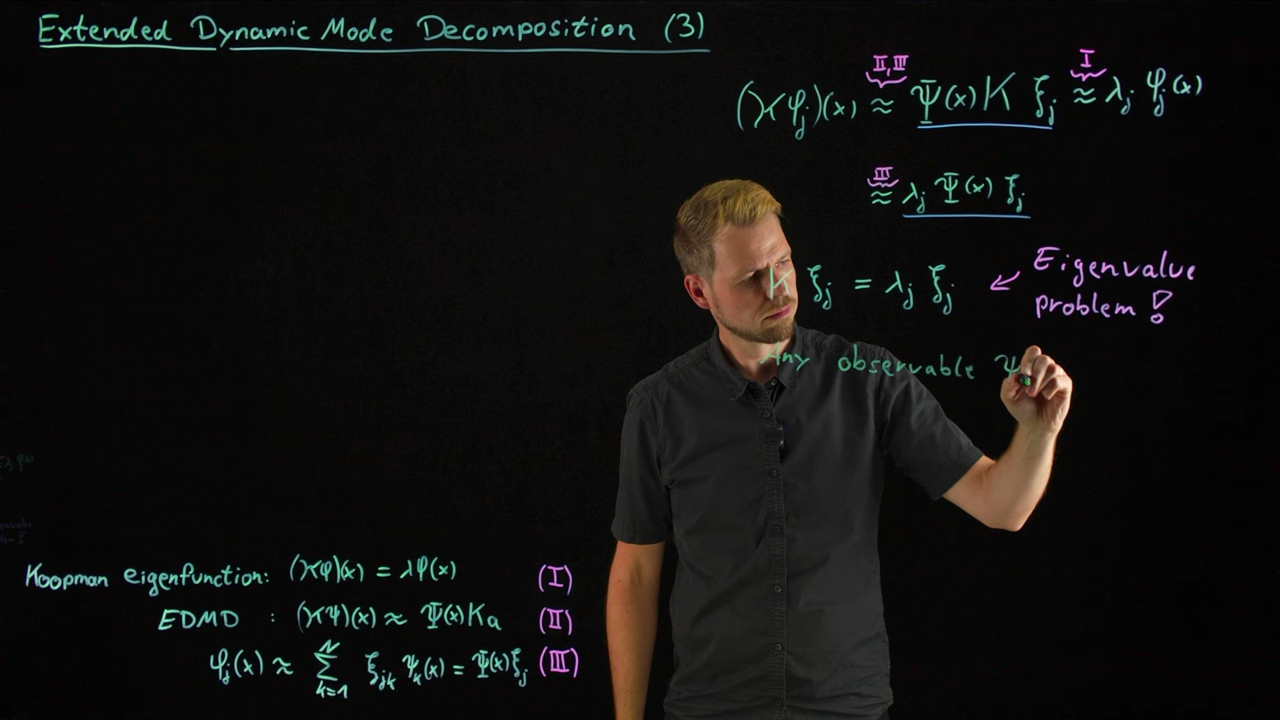 Extended Dynamic Mode Decomposition (3)
II,III I
(𝒦φⱼ)(x) ≈ Ψ(x) K ξⱼ ≈ λⱼ φⱼ(x)
III
≈ λⱼ Ψ(x) ξⱼ
K ξⱼ = λⱼ ξⱼ ↙ Eigenvalue
problem!
Any observable ψ
Koopman eigenfunction: (𝒦φ)(x) = λφ(x) (I)
EDMD : (𝒦ψ)(x) ≈ Ψ(x)Ka (II)
φⱼ(x) ≈ ∑ₖ₌₁ᴺ ξⱼₖ ψₖ(x) = Ψ(x)ξⱼ (III)